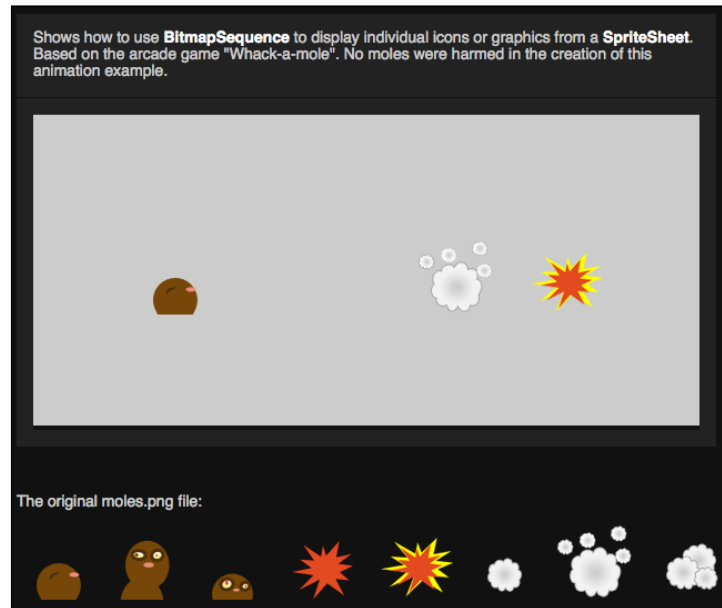 Shows how to use BitmapSequence to display individual icons or graphics from a SpriteSheet.
Based on the arcade game "Whack-a-mole". No moles were harmed in the creation of this
animation example.
The original moles.png file: